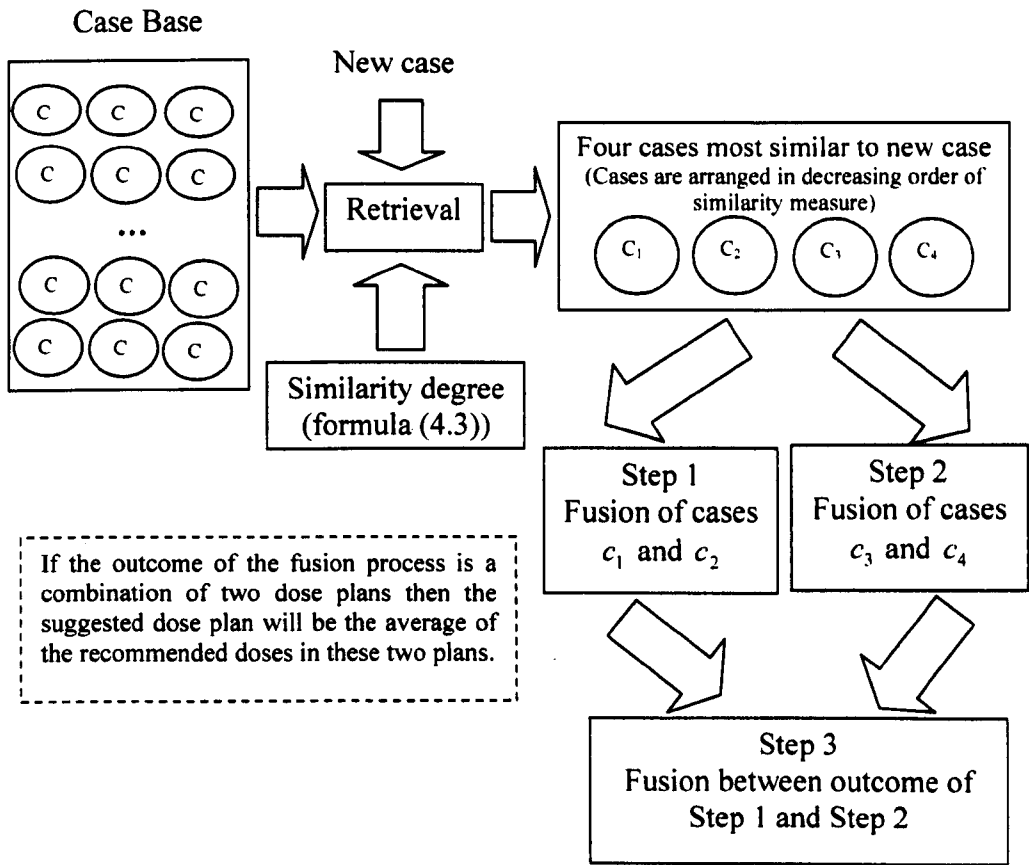 Case Base
C C C
C C C
...
C C C
C C C
New case
Retrieval
Similarity degree
(formula (4.3))
Four cases most similar to new case
(Cases are arranged in decreasing order of
similarity measure)
C1 C2 C3 C4
Step 1
Fusion of cases
c1 and c2
Step 2
Fusion of cases
c3 and c4
If the outcome of the fusion process is a
combination of two dose plans then the
suggested dose plan will be the average of
the recommended doses in these two plans.
Step 3
Fusion between outcome of
Step 1 and Step 2